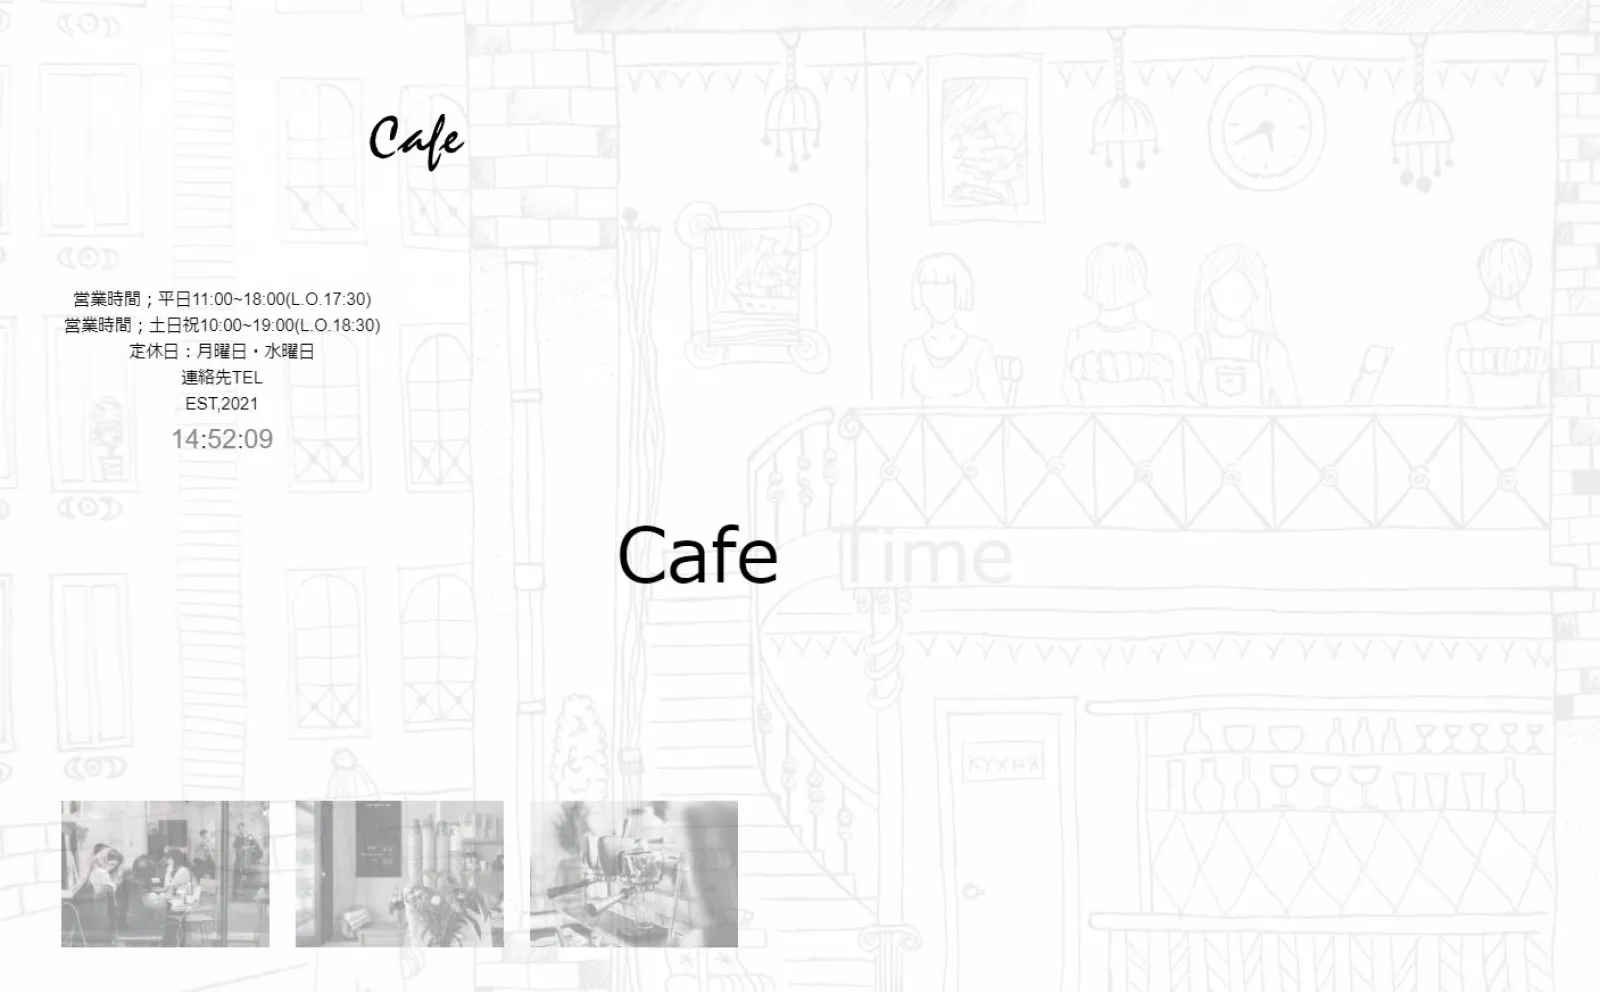 Cafe
営業時間；平日11:00~18:00(L.O.17:30)
営業時間；土日祝10:00~19:00(L.O.18:30)
定休日：月曜日・水曜日
連絡先TEL
EST,2021
14:52:09
Cafe Time
КУХНЯ